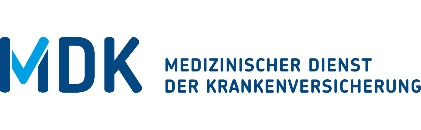 MDK
MEDIZINISCHER DIENST
DER KRANKENVERSICHERUNG